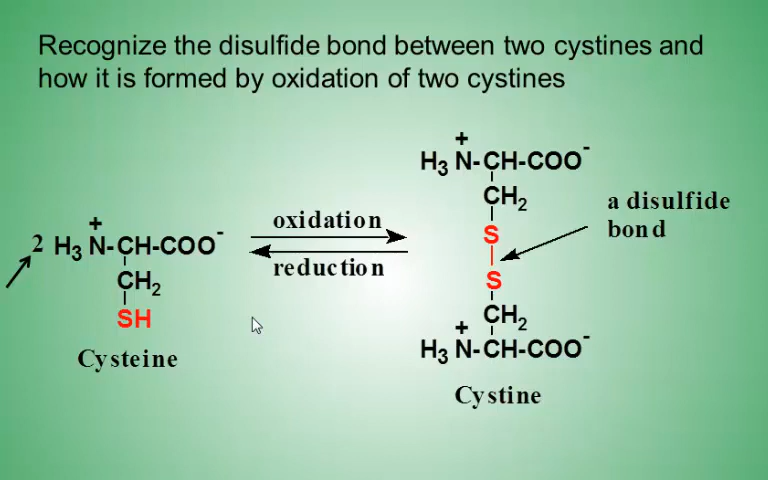 Recognize the disulfide bond between two cystines and
how it is formed by oxidation of two cystines
+
H3 N-CH-COO-
CH2
S
S
CH2
+
H3 N-CH-COO-
Cystine
a disulfide
bond
oxidation
reduction
+
2 H3 N-CH-COO-
CH2
SH
Cysteine